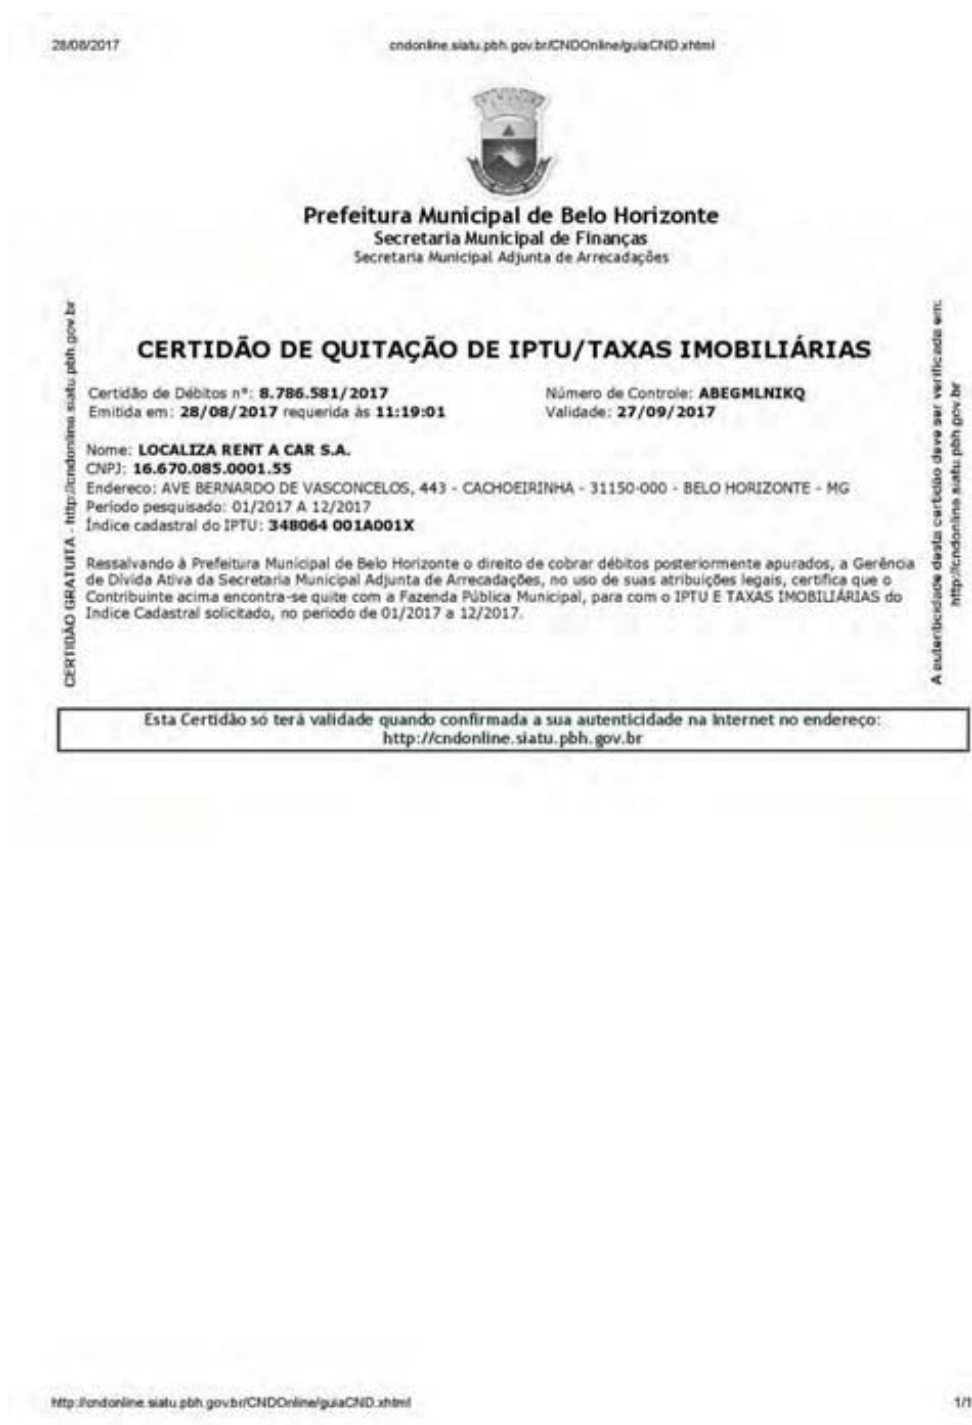 28/08/2017
cndonline.siatu.pbh.gov.br/CNDOnline/guiaCND.xhtml
Prefeitura Municipal de Belo Horizonte
Secretaria Municipal de Finanças
Secretaria Municipal Adjunta de Arrecadações
CERTIDÃO DE QUITAÇÃO DE IPTU/TAXAS IMOBILIÁRIAS
Certidão de Débitos n°: 8.786.581/2017
Número de Controle: ABEGMLNIKQ
Emitida em: 28/08/2017 requerida às 11:19:01
Validade: 27/09/2017
Nome: LOCALIZA RENT A CAR S.A.
CNPJ: 16.670.085.0001.55
Endereco: AVE BERNARDO DE VASCONCELOS, 443 - CACHOEIRINHA - 31150-000 - BELO HORIZONTE - MG
Período pesquisado: 01/2017 A 12/2017
Índice cadastral do IPTU: 348064 001A001X
Ressalvando à Prefeitura Municipal de Belo Horizonte o direito de cobrar débitos posteriormente apurados, a Gerência
de Dívida Ativa da Secretaria Municipal Adjunta de Arrecadações, no uso de suas atribuições legais, certifica que o
Contribuinte acima encontra-se quite com a Fazenda Pública Municipal, para com o IPTU E TAXAS IMOBILIÁRIAS do
Índice Cadastral solicitado, no período de 01/2017 a 12/2017.
CERTIDÃO GRATUITA - http://cndonline.siatu.pbh.gov.br
A autenticidade desta certidão deve ser verificada em:
http://cndonline.siatu.pbh.gov.br
Esta Certidão só terá validade quando confirmada a sua autenticidade na Internet no endereço:
http://cndonline.siatu.pbh.gov.br
http://cndonline.siatu.pbh.gov.br/CNDOnline/guiaCND.xhtml
1/1